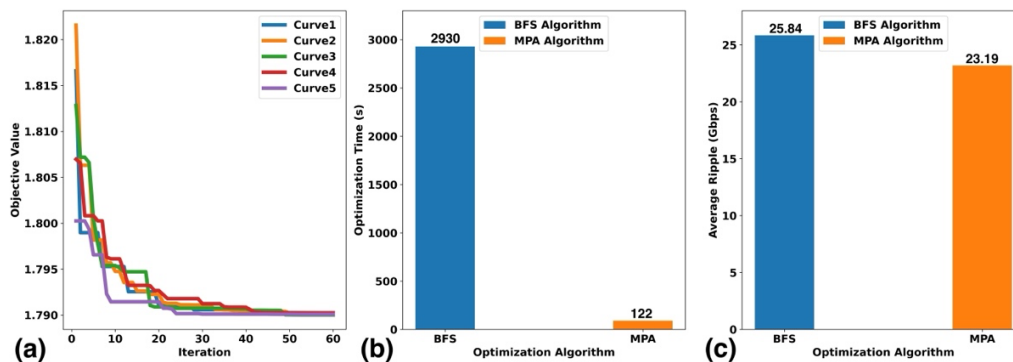 1.820
1.815
1.810
1.805
1.800
1.795
1.790
Objective Value
0 10 20 30 40 50 60
Iteration
Curve1
Curve2
Curve3
Curve4
Curve5
(a)
3000
2500
2000
1500
1000
500
0
Optimization Time (s)
BFS Algorithm
MPA Algorithm
2930
122
BFS MPA
Optimization Algorithm
(b)
25
20
15
10
5
0
Average Ripple (Gbps)
BFS Algorithm
MPA Algorithm
25.84
23.19
BFS MPA
Optimization Algorithm
(c)